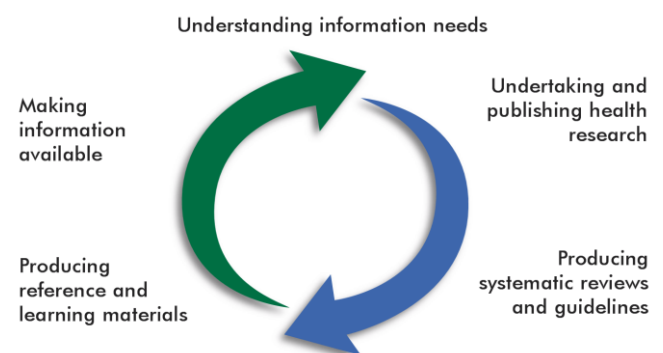 Understanding information needs
Undertaking and
publishing health
research
Producing
systematic reviews
and guidelines
Producing
reference and
learning materials
Making
information
available